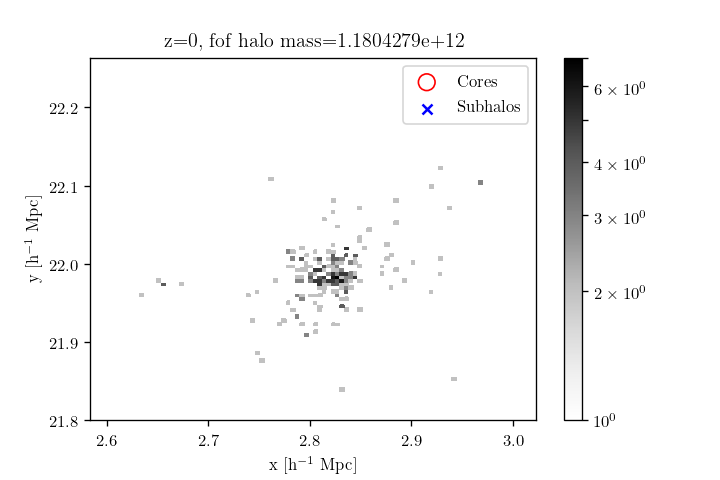 z=0, fof halo mass=1.1804279e+12
Cores
Subhalos
22.2
22.1
22.0
21.9
21.8
y [h⁻¹ Mpc]
2.6 2.7 2.8 2.9 3.0
x [h⁻¹ Mpc]
6 × 10⁰
4 × 10⁰
3 × 10⁰
2 × 10⁰
10⁰